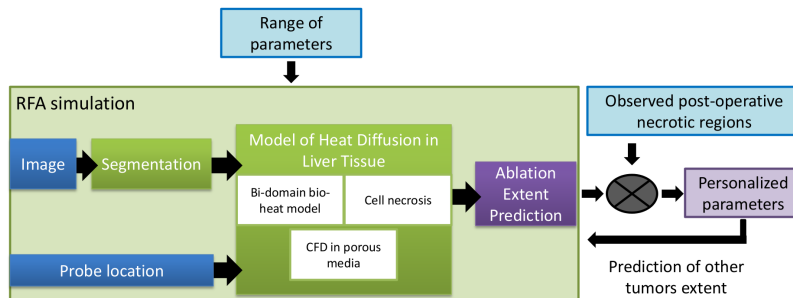 Range of
parameters
RFA simulation
Image
Segmentation
Model of Heat Diffusion in
Liver Tissue
Bi-domain bio-
heat model
Cell necrosis
CFD in porous
media
Probe location
Ablation
Extent
Prediction
Observed post-operative
necrotic regions
Personalized
parameters
Prediction of other
tumors extent